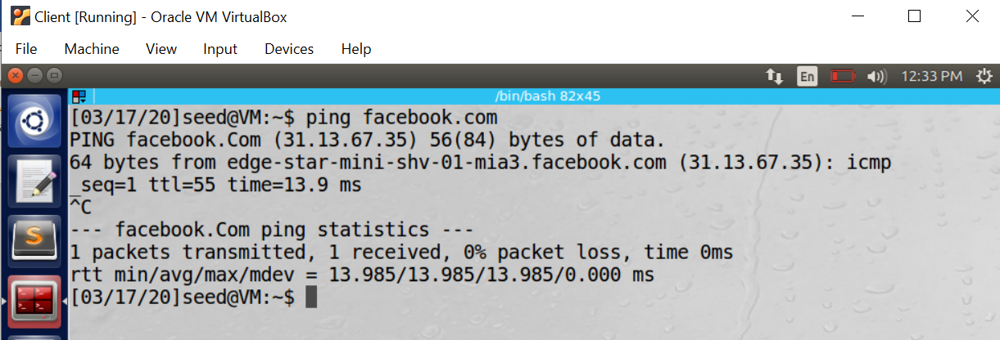 Client [Running] - Oracle VM VirtualBox
File Machine View Input Devices Help
En 12:33 PM
/bin/bash 82x45
[03/17/20]seed@VM:~$ ping facebook.com
PING facebook.Com (31.13.67.35) 56(84) bytes of data.
64 bytes from edge-star-mini-shv-01-mia3.facebook.com (31.13.67.35): icmp
_seq=1 ttl=55 time=13.9 ms
^C
--- facebook.Com ping statistics ---
1 packets transmitted, 1 received, 0% packet loss, time 0ms
rtt min/avg/max/mdev = 13.985/13.985/13.985/0.000 ms
[03/17/20]seed@VM:~$